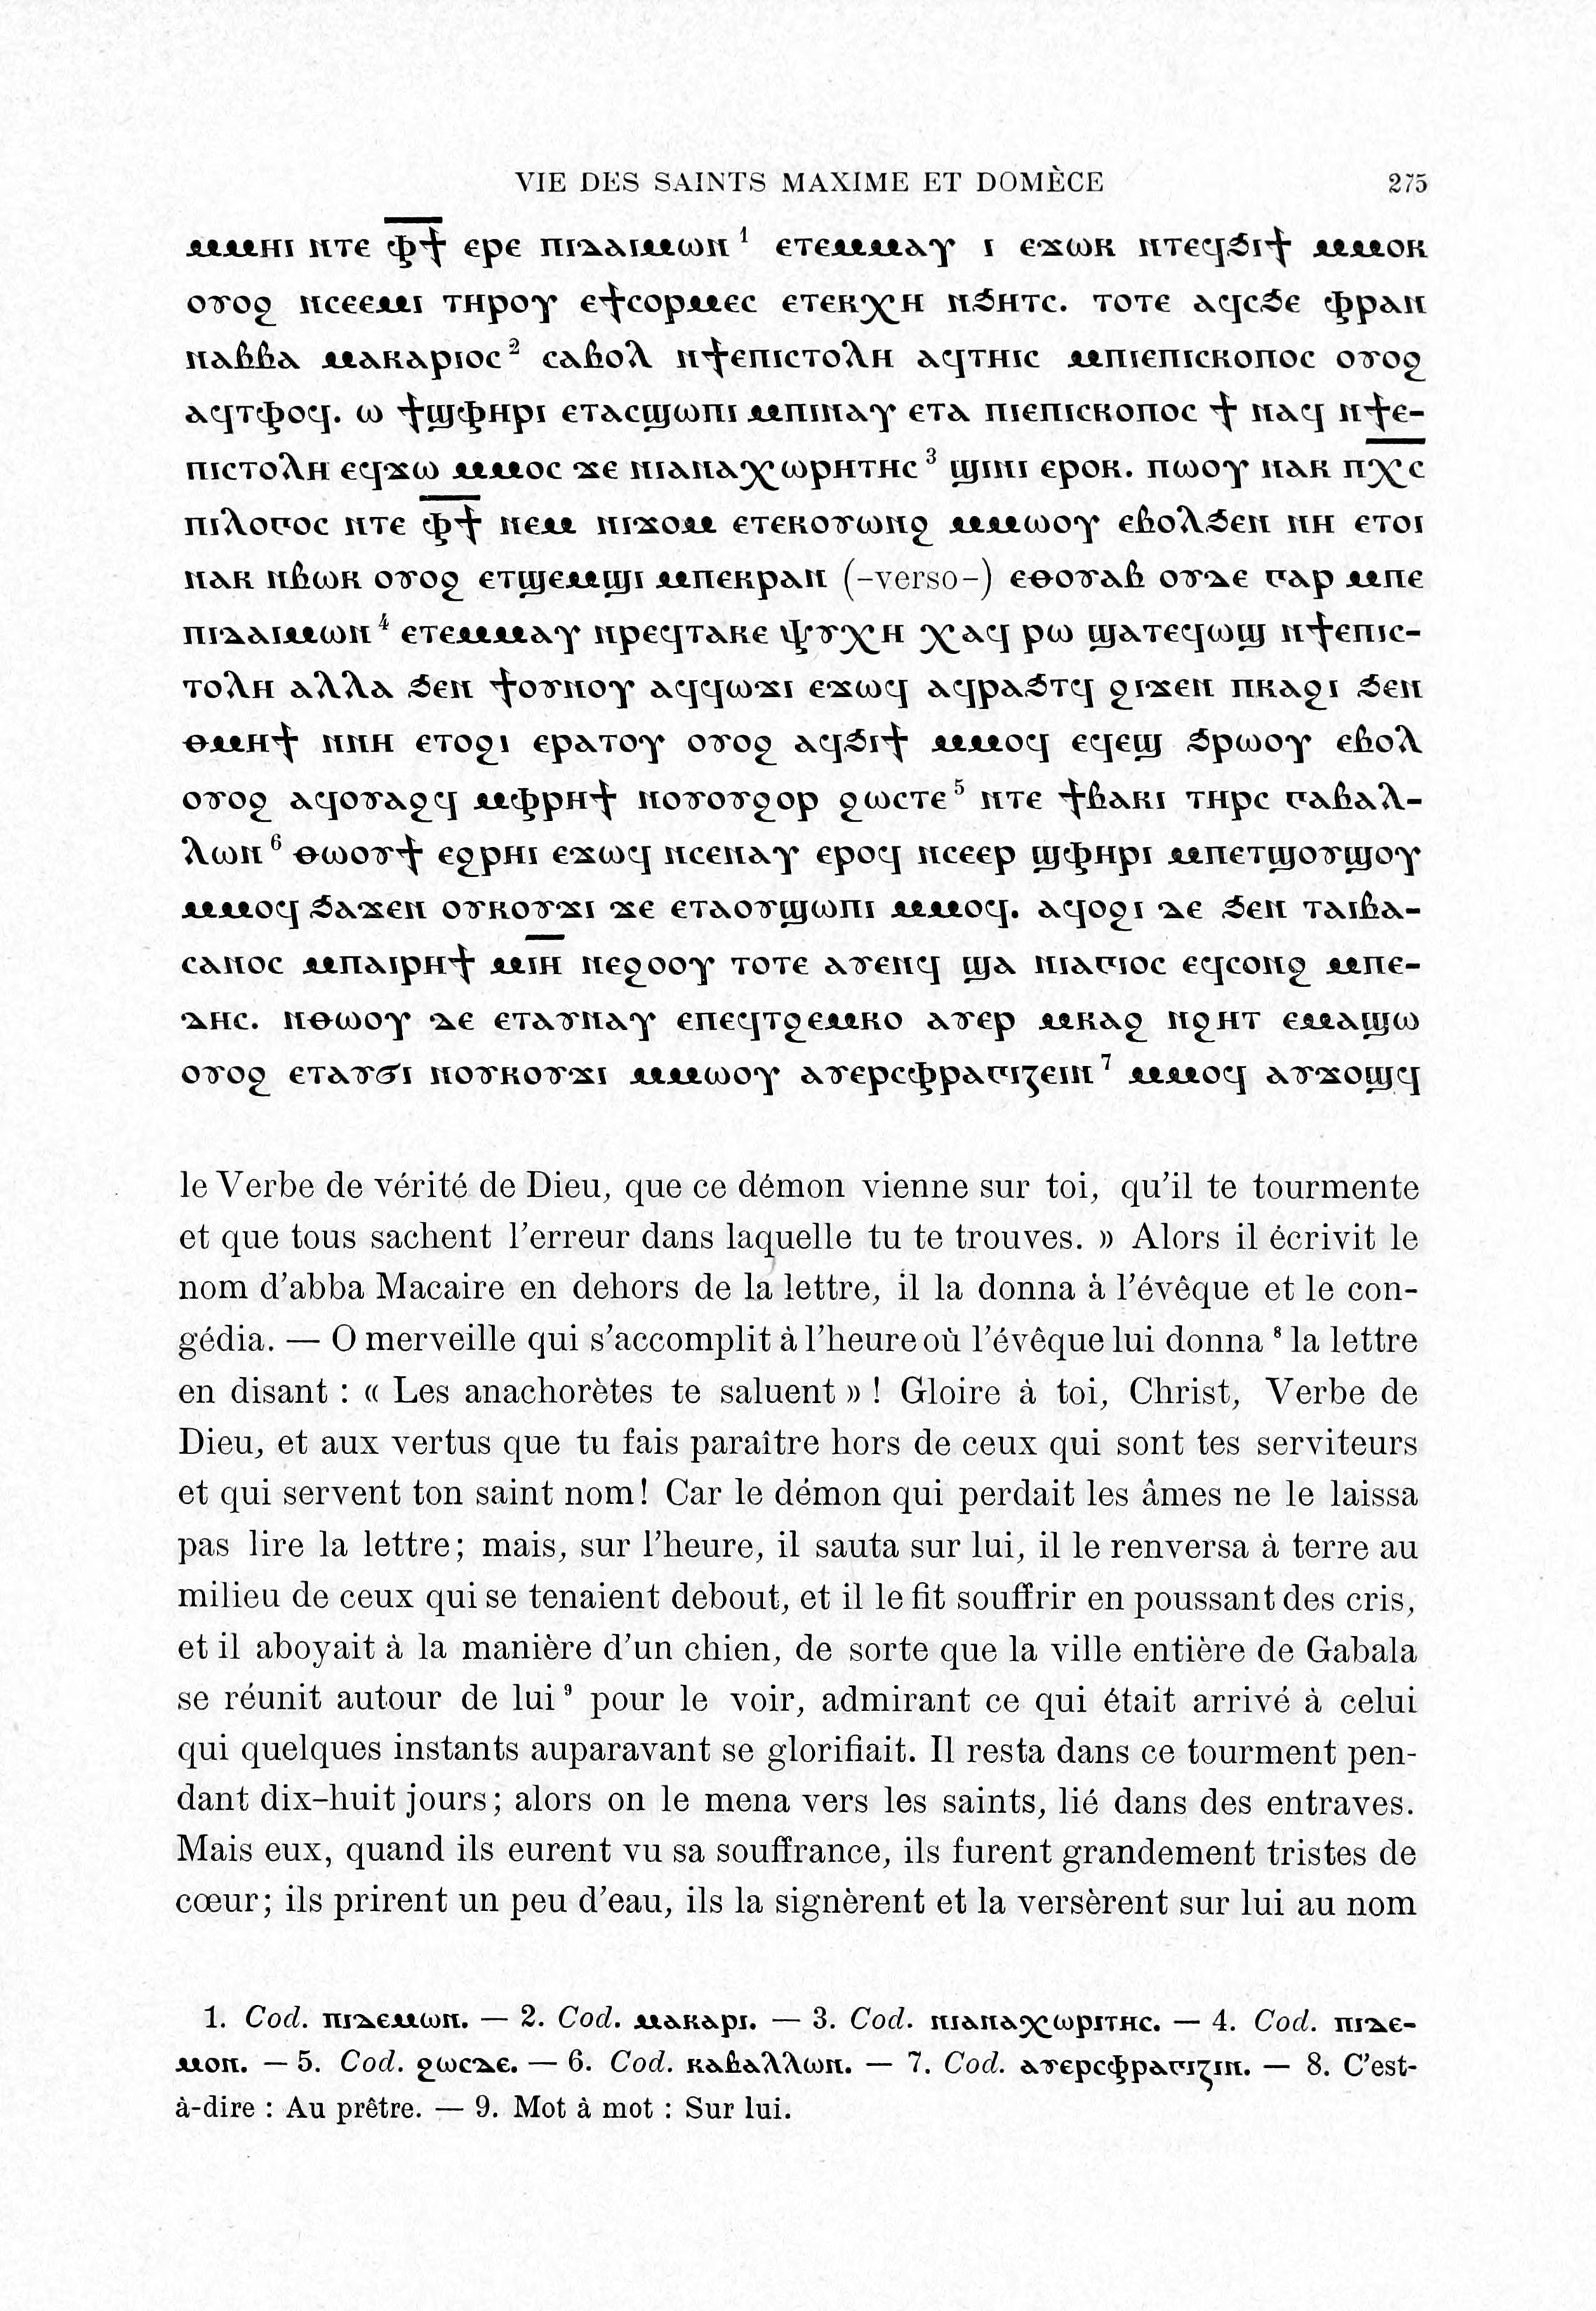 VIE DES SAINTS MAXIME ET DOMÈCE 275
ⲙⲙⲏⲓ ⲛⲧⲉ ⲫ̅ϯ̅ ⲉⲣⲉ ⲡⲓⲇⲁⲓⲙⲱⲛ 1 ⲉⲧⲉⲙⲙⲁⲩ ⲓ ⲉϫⲱⲕ ⲛⲧⲉϥϧⲓϯ ⲙⲙⲟⲕ
ⲟⲩⲟϩ ⲛⲥⲉⲉⲙⲓ ⲧⲏⲣⲟⲩ ⲉϯⲥⲟⲣⲙⲉⲥ ⲉⲧⲉⲕⲭⲏ ⲛϧⲏⲧⲥ. ⲧⲟⲧⲉ ⲁϥⲥϧⲉ ⲫⲣⲁⲛ
ⲛⲁⲃⲃⲁ ⲙⲁⲕⲁⲣⲓⲟⲥ 2 ⲥⲁⲃⲟⲗ ⲛϯⲉⲡⲓⲥⲧⲟⲗⲏ ⲁϥⲧⲏⲓⲥ ⲙⲡⲓⲉⲡⲓⲥⲕⲟⲡⲟⲥ ⲟⲩⲟϩ
ⲁϥⲧⲫⲟϥ. ⲱ ϯϣⲫⲏⲣⲓ ⲉⲧⲁⲥϣⲱⲡⲓ ⲙⲡⲓⲛⲁⲩ ⲉⲧⲁ ⲡⲓⲉⲡⲓⲥⲕⲟⲡⲟⲥ ϯ ⲛⲁϥ ⲛϯⲉ-
ⲡⲓⲥⲧⲟⲗⲏ ⲉϥϫⲱ ⲙⲙⲟⲥ ϫⲉ ⲛⲓⲁⲛⲁⲭⲱⲣⲏⲧⲏⲥ 3 ϣⲓⲛⲓ ⲉⲣⲟⲕ. ⲡⲱⲟⲩ ⲛⲁⲕ ⲡⲭ̅ⲥ̅
ⲡⲓⲗⲟⲅⲟⲥ ⲛⲧⲉ ⲫ̅ϯ̅ ⲛⲉⲙ ⲛⲓϫⲟⲙ ⲉⲧⲉⲕⲟⲩⲱⲛϩ ⲙⲙⲱⲟⲩ ⲉⲃⲟⲗϧⲉⲛ ⲛⲏ ⲉⲧⲟⲓ
ⲛⲁⲕ ⲛⲃⲱⲕ ⲟⲩⲟϩ ⲉⲧϣⲉⲙϣⲓ ⲙⲡⲉⲕⲣⲁⲛ (-verso-) ⲉⲑⲟⲩⲁⲃ ⲟⲩⲇⲉ ⲅⲁⲣ ⲙⲡⲉ
ⲡⲓⲇⲁⲓⲙⲱⲛ 4 ⲉⲧⲉⲙⲙⲁⲩ ⲛⲣⲉϥⲧⲁⲕⲉ ⲯⲩⲭⲏ ⲭⲁϥ ⲣⲱ ϣⲁⲧⲉϥⲱϣ ⲛϯⲉⲡⲓⲥ-
ⲧⲟⲗⲏ ⲁⲗⲗⲁ ϧⲉⲛ ϯⲟⲩⲛⲟⲩ ⲁϥϥⲱϫⲓ ⲉϫⲱϥ ⲁϥⲣⲁϧⲧϥ ϩⲓϫⲉⲛ ⲡⲕⲁϩⲓ ϧⲉⲛ
ⲑⲙⲏϯ ⲛⲛⲏ ⲉⲧⲟϩⲓ ⲉⲣⲁⲧⲟⲩ ⲟⲩⲟϩ ⲁϥϧⲓϯ ⲙⲙⲟϥ ⲉϥⲉϣ ϧⲣⲱⲟⲩ ⲉⲃⲟⲗ
ⲟⲩⲟϩ ⲁϥⲟⲩⲁϩϥ ⲙⲫⲣⲏϯ ⲛⲟⲩⲟⲩϩⲟⲣ ϩⲱⲥⲧⲉ 5 ⲛⲧⲉ ϯⲃⲁⲕⲓ ⲧⲏⲣⲥ ⲅⲁⲃⲁⲗ-
ⲗⲱⲛ 6 ⲑⲱⲟⲩϯ ⲉϩⲣⲏⲓ ⲉϫⲱϥ ⲛⲥⲉⲛⲁⲩ ⲉⲣⲟϥ ⲛⲥⲉⲉⲣ ϣⲫⲏⲣⲓ ⲙⲡⲉⲧϣⲟⲩϣⲟⲩ
ⲙⲙⲟϥ ϧⲁϫⲉⲛ ⲟⲩⲕⲟⲩϫⲓ ϫⲉ ⲉⲧⲁⲟⲩϣⲱⲡⲓ ⲙⲙⲟϥ. ⲁϥⲟϩⲓ ⲇⲉ ϧⲉⲛ ⲧⲁⲓⲃⲁ-
ⲥⲁⲛⲟⲥ ⲙⲡⲁⲓⲣⲏϯ ⲙⲓ̅ⲏ̅ ⲛⲉϩⲟⲟⲩ ⲧⲟⲧⲉ ⲁⲩⲉⲛϥ ϣⲁ ⲛⲓⲁⲅⲓⲟⲥ ⲉϥⲥⲟⲛϩ ⲙⲡⲉ-
ⲇⲏⲥ. ⲛⲑⲱⲟⲩ ⲇⲉ ⲉⲧⲁⲩⲛⲁⲩ ⲉⲡⲉϥⲧϩⲉⲙⲕⲟ ⲁⲩⲉⲣ ⲙⲕⲁϩ ⲛϩⲏⲧ ⲉⲙⲁϣⲱ
ⲟⲩⲟϩ ⲉⲧⲁⲩϭⲓ ⲛⲟⲩⲕⲟⲩϫⲓ ⲙⲙⲱⲟⲩ ⲁⲩⲉⲣⲥⲫⲣⲁⲅⲓⲍⲉⲓⲛ 7 ⲙⲙⲟϥ ⲁⲩϫⲟϣϥ
le Verbe de vérité de Dieu, que ce démon vienne sur toi, qu'il te tourmente
et que tous sachent l'erreur dans laquelle tu te trouves. » Alors il écrivit le
nom d'abba Macaire en dehors de la lettre, il la donna à l'évêque et le con-
gédia. — O merveille qui s'accomplit à l'heure où l'évêque lui donna 8 la lettre
en disant : « Les anachorètes te saluent » ! Gloire à toi, Christ, Verbe de
Dieu, et aux vertus que tu fais paraître hors de ceux qui sont tes serviteurs
et qui servent ton saint nom! Car le démon qui perdait les âmes ne le laissa
pas lire la lettre; mais, sur l'heure, il sauta sur lui, il le renversa à terre au
milieu de ceux qui se tenaient debout, et il le fit souffrir en poussant des cris,
et il aboyait à la manière d'un chien, de sorte que la ville entière de Gabala
se réunit autour de lui 9 pour le voir, admirant ce qui était arrivé à celui
qui quelques instants auparavant se glorifiait. Il resta dans ce tourment pen-
dant dix-huit jours; alors on le mena vers les saints, lié dans des entraves.
Mais eux, quand ils eurent vu sa souffrance, ils furent grandement tristes de
cœur; ils prirent un peu d'eau, ils la signèrent et la versèrent sur lui au nom
1. Cod. ⲡⲓⲇⲉⲙⲱⲛ. — 2. Cod. ⲙⲁⲕⲁⲣⲓ. — 3. Cod. ⲛⲓⲁⲛⲁⲭⲱⲣⲓⲧⲏⲥ. — 4. Cod. ⲡⲓⲇⲉ-
ⲙⲟⲛ. — 5. Cod. ϩⲱⲥⲇⲉ. — 6. Cod. ⲕⲁⲃⲁⲗⲗⲱⲛ. — 7. Cod. ⲁⲩⲉⲣⲥⲫⲣⲁⲅⲓⲍⲓⲛ. — 8. C'est-
à-dire : Au prêtre. — 9. Mot à mot : Sur lui.